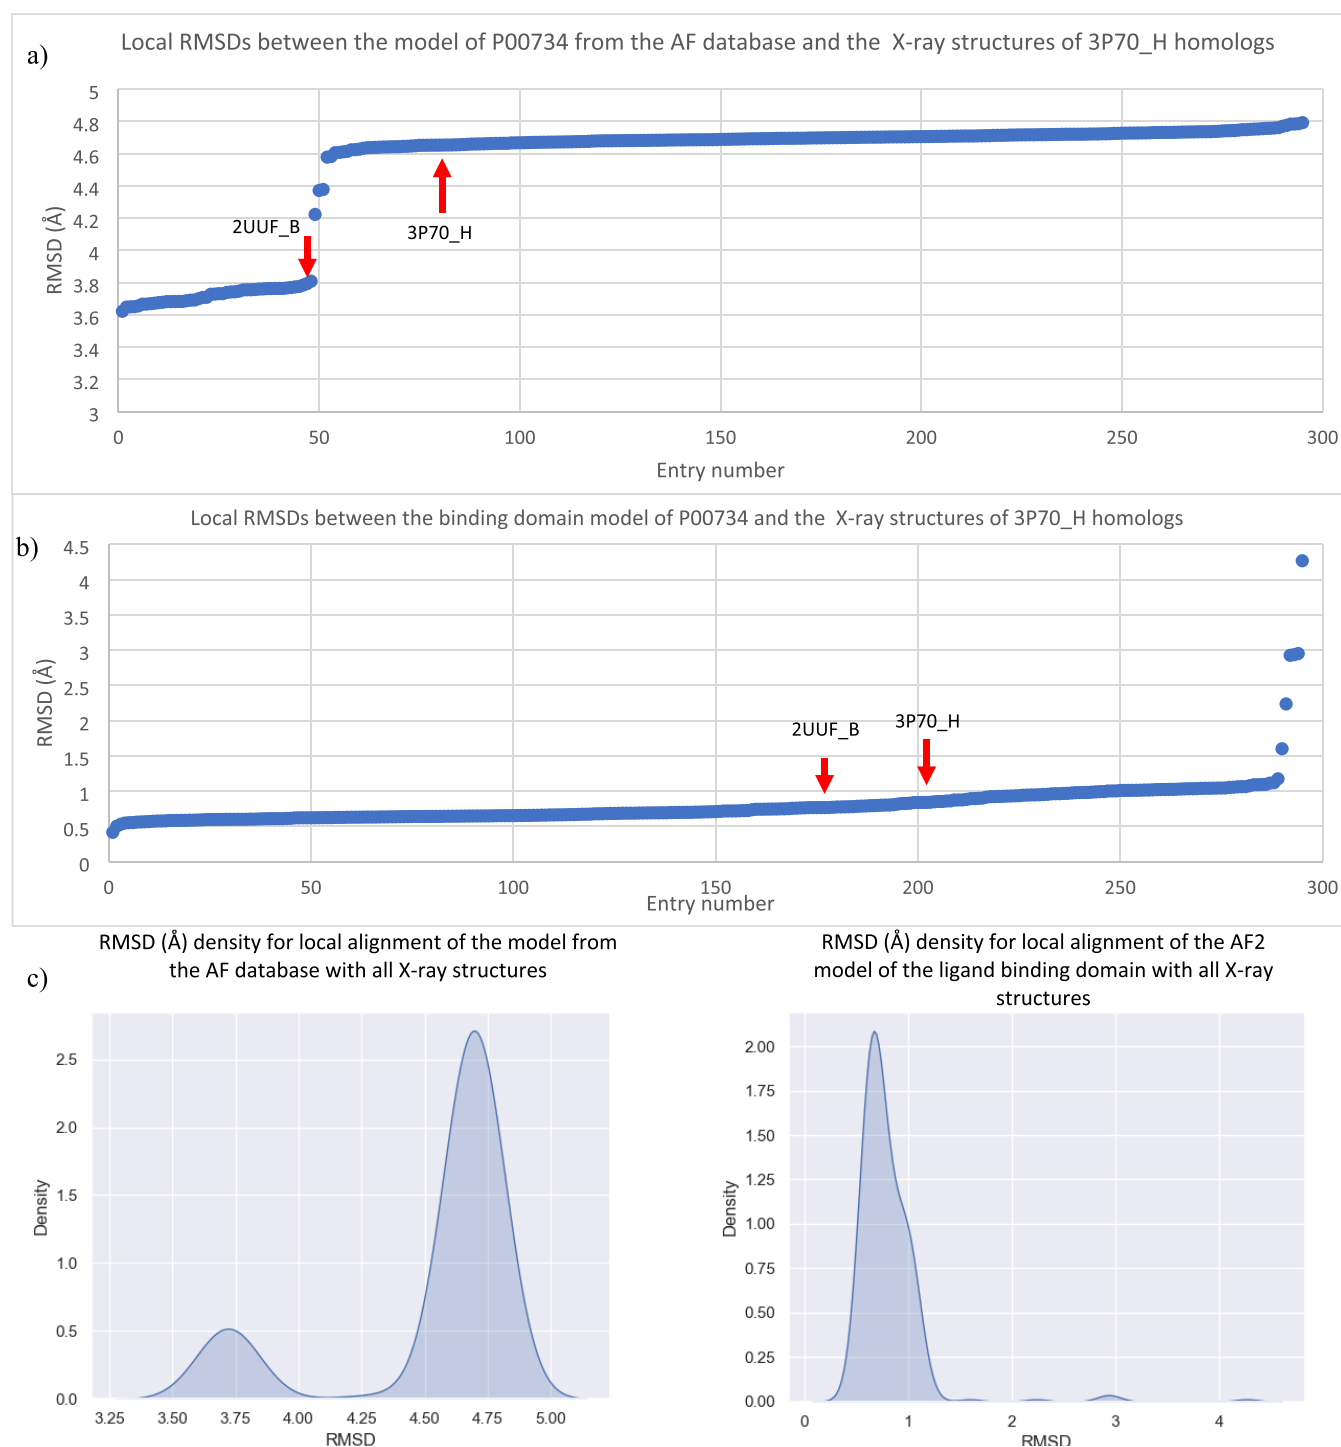 a)
Local RMSDs between the model of P00734 from the AF database and the X-ray structures of 3P70_H homologs
5
4.8
4.6
4.4
4.2
4
3.8
3.6
3.4
3.2
3
RMSD (Å)
2UUF_B
3P70_H
0 50 100 150 200 250 300
Entry number
b)
Local RMSDs between the binding domain model of P00734 and the X-ray structures of 3P70_H homologs
4.5
4
3.5
3
2.5
2
1.5
1
0.5
0
RMSD (Å)
2UUF_B
3P70_H
0 50 100 150 200 250 300
Entry number
c)
RMSD (Å) density for local alignment of the model from
the AF database with all X-ray structures
2.5
2.0
1.5
1.0
0.5
0.0
Density
3.25 3.50 3.75 4.00 4.25 4.50 4.75 5.00
RMSD
RMSD (Å) density for local alignment of the AF2
model of the ligand binding domain with all X-ray
structures
2.00
1.75
1.50
1.25
1.00
0.75
0.50
0.25
0.00
Density
0 1 2 3 4
RMSD